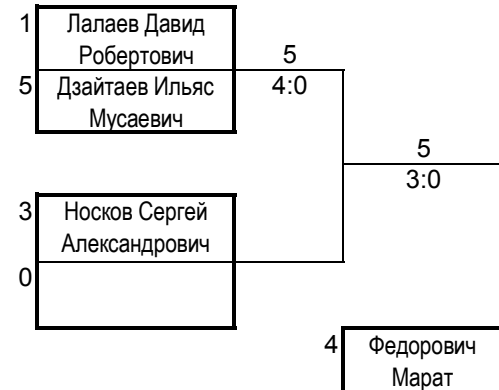 1 Лалаев Давид
Робертович
5
5 Дзайтаев Ильяс
4:0
Мусаевич
5
3:0
3 Носков Сергей
Александрович
0
4 Федорович
Марат